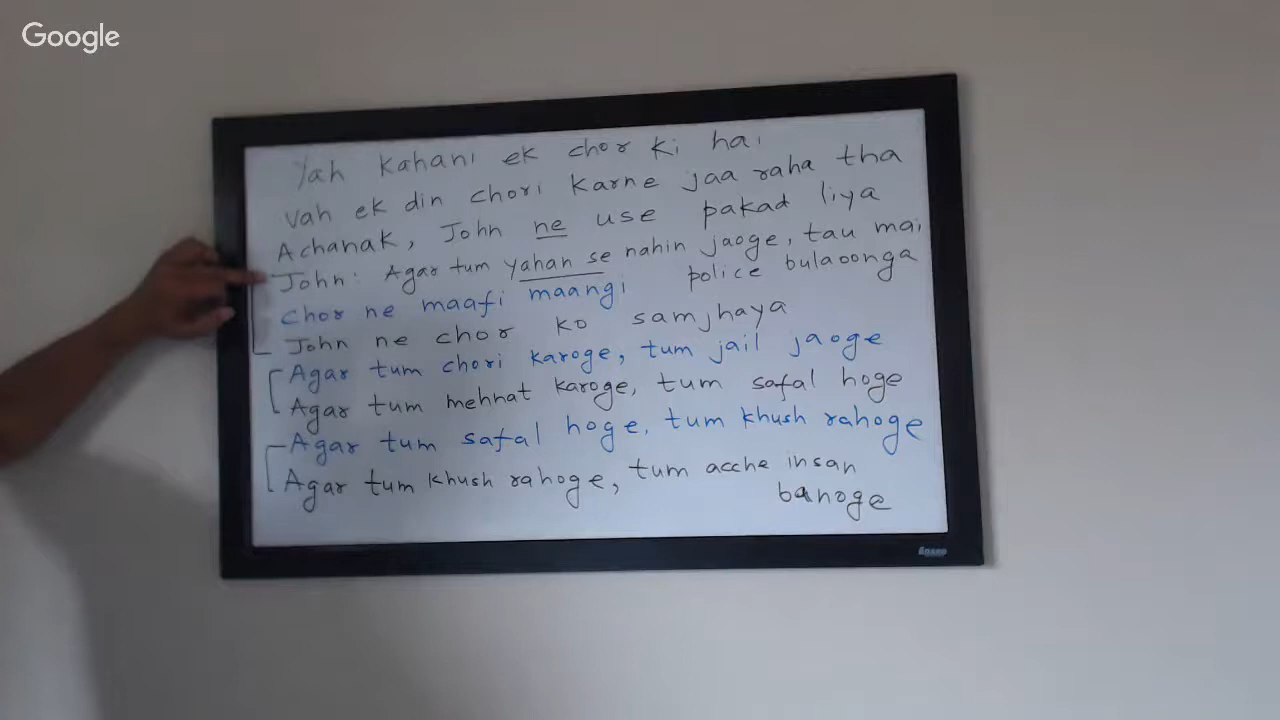 Google
Yah kahani ek chor ki hai
vah ek din chori karne jaa raha tha
Achanak, John ne use pakad liya
John: Agar tum yahan se nahin jaoge, tau mai
police bulaoonga
chor ne maafi maangi
John ne chor ko samjhaya
Agar tum chori karoge, tum jail jaoge
Agar tum mehnat karoge, tum safal hoge
Agar tum safal hoge, tum khush rahoge
Agar tum khush rahoge, tum acche insan
banoge